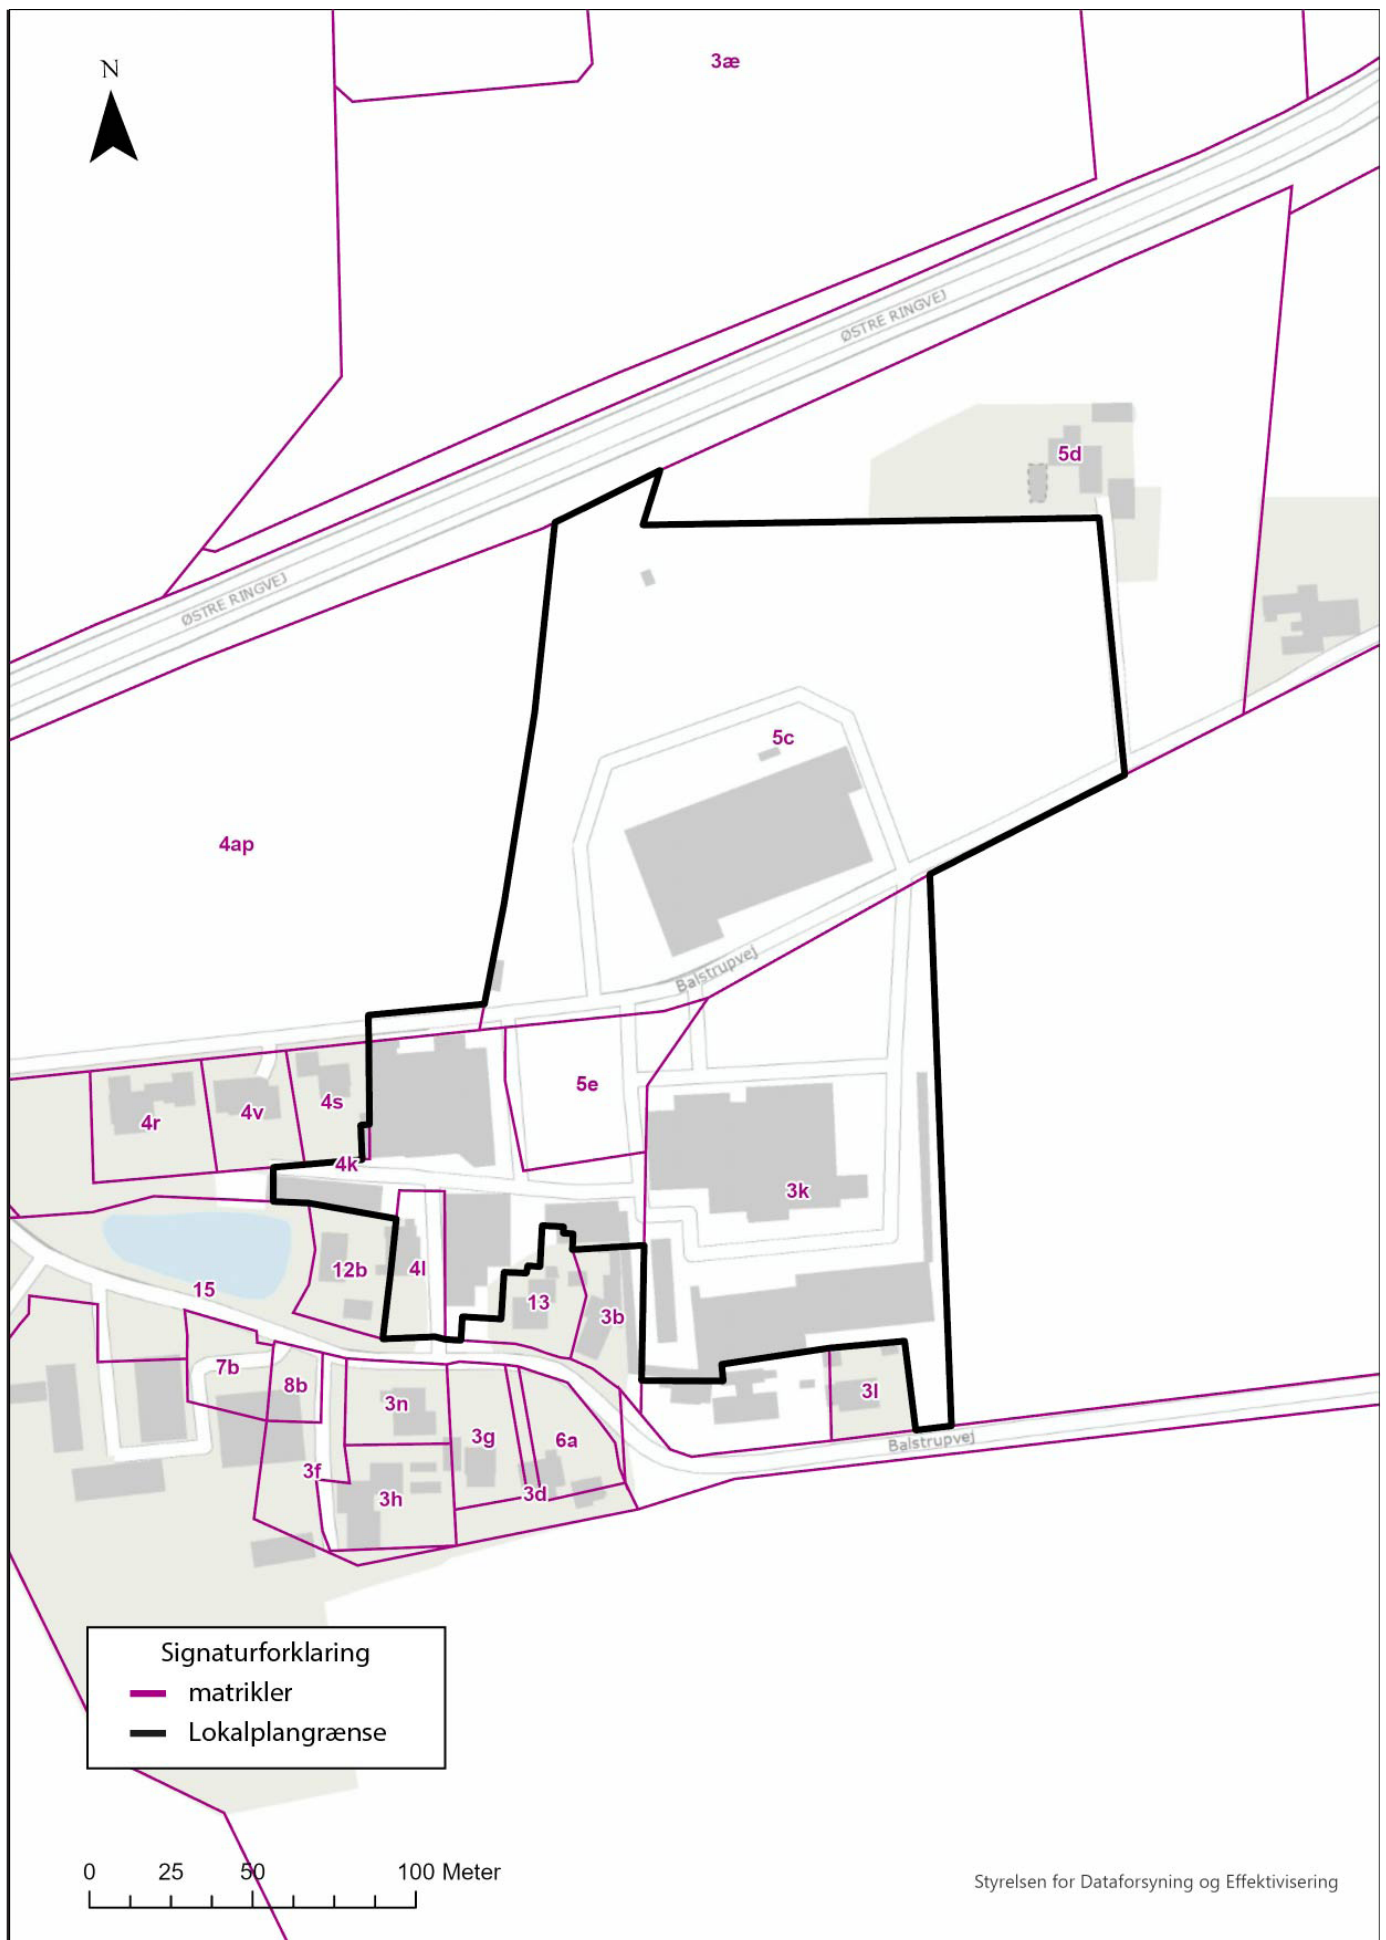 3æ
N
ØSTRE RINGVEJ
5d
ØSTRE RINGVEJ
5c
4ap
Balstrupvej
5e
4s
4v
4r
4k
3k
12b
4l
15
13
3b
7b
8b
3l
3n
3g
6a
Balstrupvej
3f
3d
3h
Signaturforklaring
matrikler
Lokalplangrænse
0 25 50 100 Meter
Styrelsen for Dataforsyning og Effektivisering